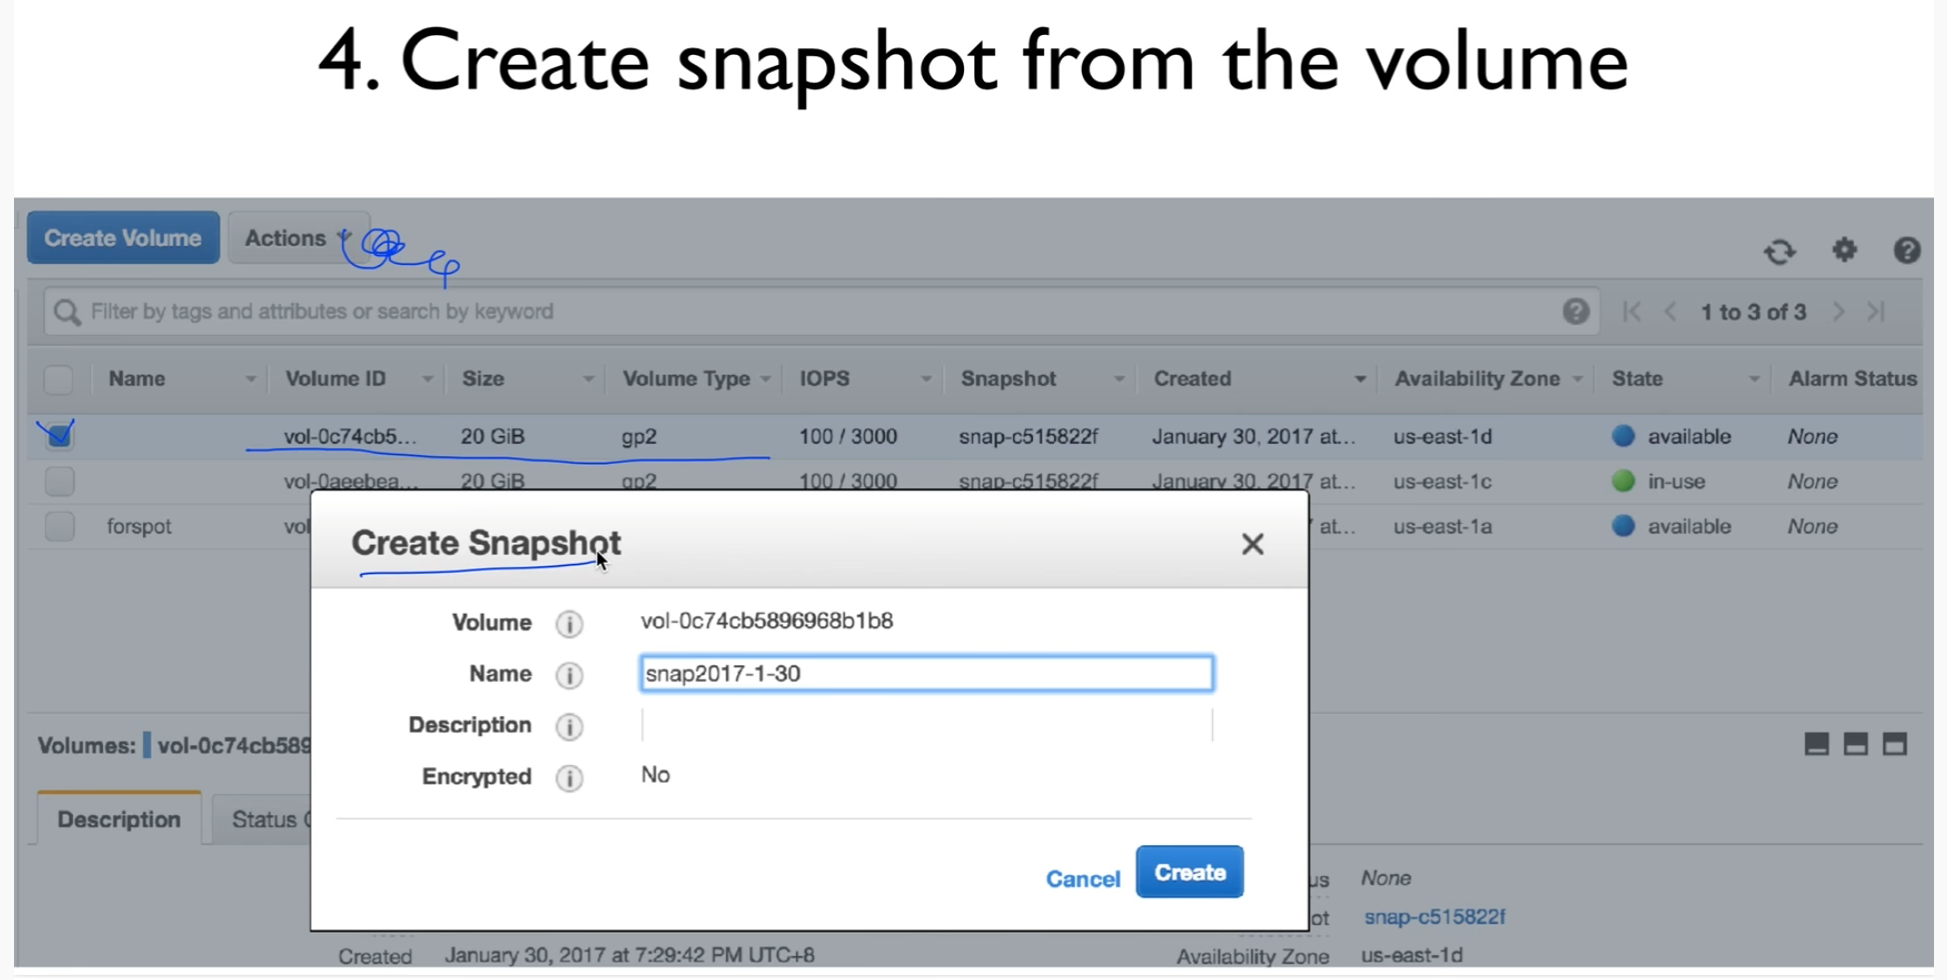 4. Create snapshot from the volume
Create Volume Actions
Filter by tags and attributes or search by keyword 1 to 3 of 3
Name Volume ID Size Volume Type IOPS Snapshot Created Availability Zone State Alarm Status
vol-0c74cb5... 20 GiB gp2 100 / 3000 snap-c515822f January 30, 2017 at... us-east-1d available None
vol-0aeebea... 20 GiB gp2 100 / 3000 snap-c515822f January 30, 2017 at... us-east-1c in-use None
forspot vol at... us-east-1a available None
Create Snapshot
Volume vol-0c74cb5896968b1b8
Name snap2017-1-30
Description
Encrypted No
Cancel Create
Volumes: vol-0c74cb589
Description Status
us None
ot snap-c515822f
Created January 30, 2017 at 7:29:42 PM UTC+8 Availability Zone us-east-1d